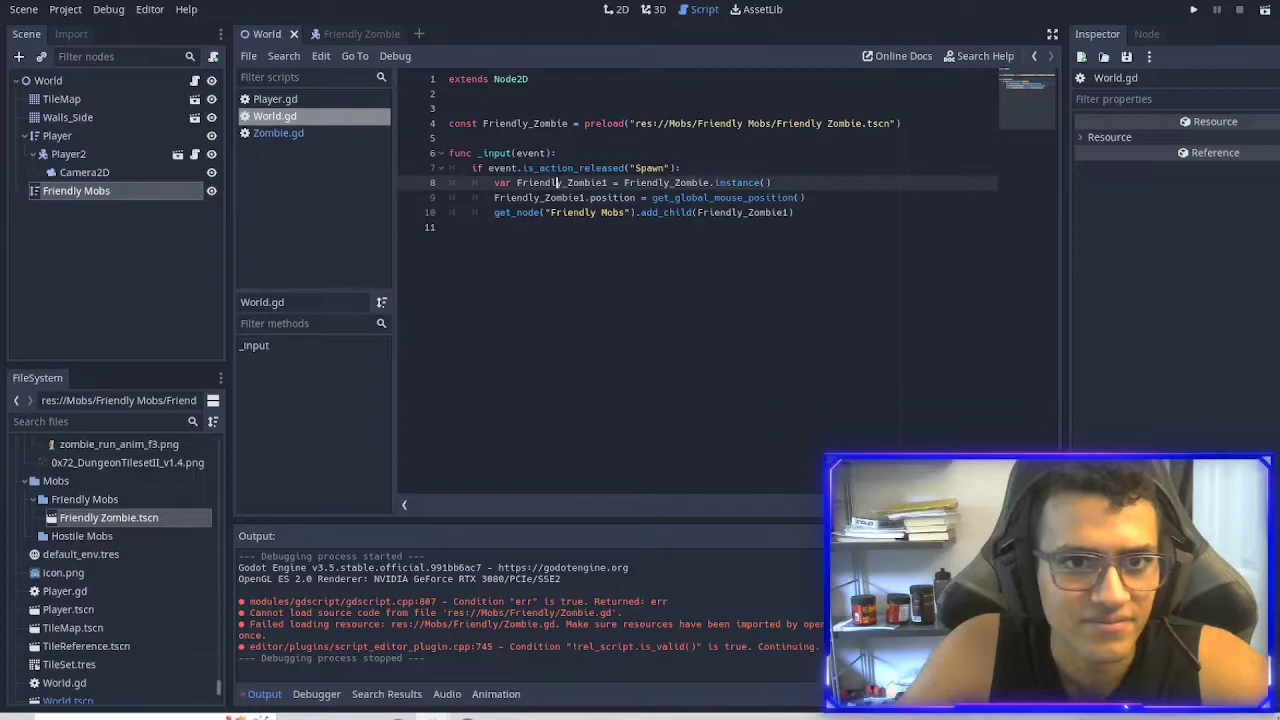 Scene Project Debug Editor Help
2D 3D Script AssetLib
Scene Import
Filter nodes
World
TileMap
Walls_Side
Player
Player2
Camera2D
Friendly Mobs
FileSystem
res://Mobs/Friendly Mobs/Friend
Search files
zombie_run_anim_f3.png
0x72_DungeonTilesetII_v1.4.png
Mobs
Friendly Mobs
Friendly Zombie.tscn
Hostile Mobs
default_env.tres
icon.png
Player.gd
Player.tscn
TileMap.tscn
TileReference.tscn
TileSet.tres
World.gd
World.tscn
World Friendly Zombie
File Search Edit Go To Debug
Online Docs Search Help
Filter scripts
Player.gd
World.gd
Zombie.gd
World.gd
Filter methods
_input
1 extends Node2D
2
3
4 const Friendly_Zombie = preload("res://Mobs/Friendly Mobs/Friendly Zombie.tscn")
5
6 func _input(event):
7 if event.is_action_released("Spawn"):
8 var Friendly_Zombie1 = Friendly_Zombie.instance()
9 Friendly_Zombie1.position = get_global_mouse_position()
10 get_node("Friendly Mobs").add_child(Friendly_Zombie1)
11
Output:
--- Debugging process started ---
Godot Engine v3.5.stable.official.991bb6ac7 - https://godotengine.org
OpenGL ES 2.0 Renderer: NVIDIA GeForce RTX 3080/PCIe/SSE2
modules/gdscript/gdscript.cpp:807 - Condition "err" is true. Returned: err
Cannot load source code from file 'res://Mobs/Friendly/Zombie.gd'.
Failed loading resource: res://Mobs/Friendly/Zombie.gd. Make sure resources have been imported by open
once.
editor/plugins/script_editor_plugin.cpp:745 - Condition "!rel_script.is_valid()" is true. Continuing.
--- Debugging process stopped ---
Output Debugger Search Results Audio Animation
Inspector Node
World.gd
Filter properties
Resource
Resource
Reference